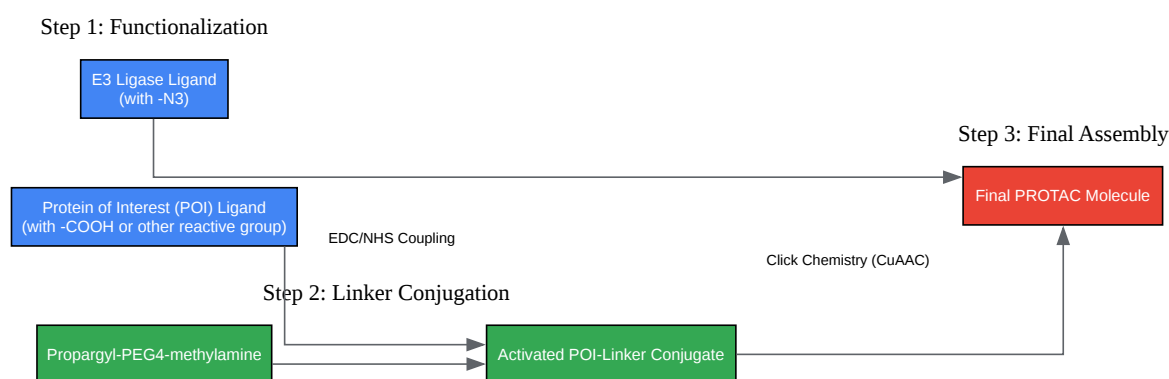 Step 1: Functionalization
E3 Ligase Ligand
(with -N3)
Step 3: Final Assembly
Final PROTAC Molecule
Protein of Interest (POI) Ligand
(with -COOH or other reactive group)
EDC/NHS Coupling
Click Chemistry (CuAAC)
Step 2: Linker Conjugation
Propargyl-PEG4-methylamine
Activated POI-Linker Conjugate